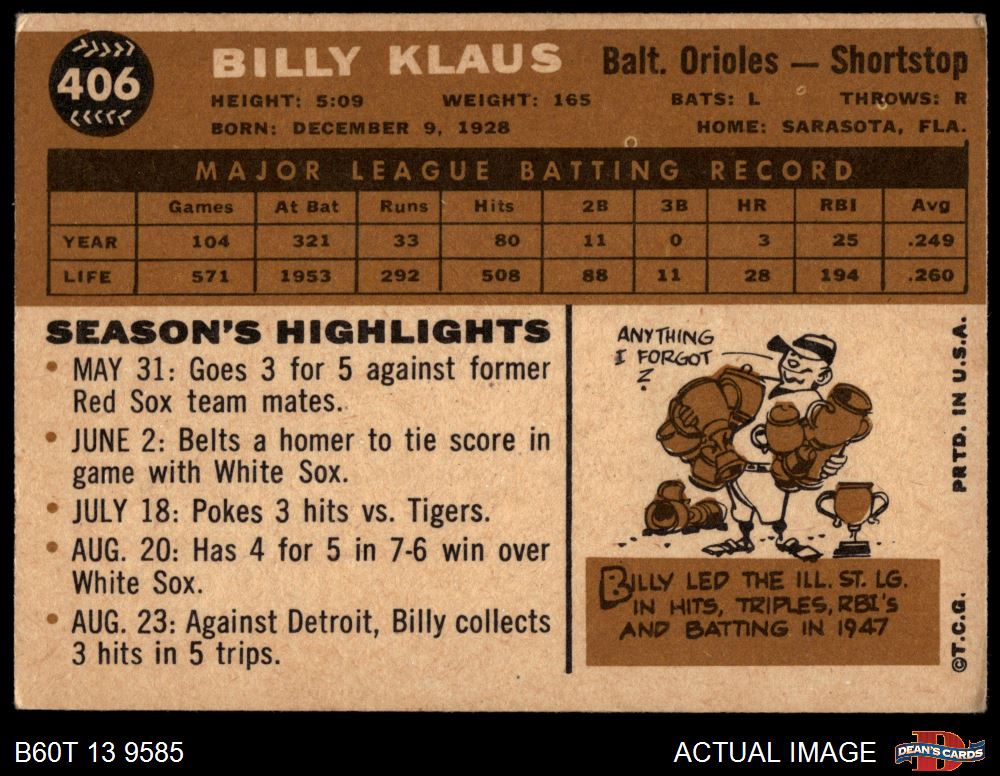 406
BILLY KLAUS Balt. Orioles — Shortstop
HEIGHT: 5:09 WEIGHT: 165 BATS: L THROWS: R
BORN: DECEMBER 9, 1928 HOME: SARASOTA, FLA.
MAJOR LEAGUE BATTING RECORD
Games At Bat Runs Hits 2B 3B HR RBI Avg
YEAR 104 321 33 80 11 0 3 25 .249
LIFE 571 1953 292 508 88 11 28 194 .260
SEASON'S HIGHLIGHTS
• MAY 31: Goes 3 for 5 against former
Red Sox team mates.
• JUNE 2: Belts a homer to tie score in
game with White Sox.
• JULY 18: Pokes 3 hits vs. Tigers.
• AUG. 20: Has 4 for 5 in 7-6 win over
White Sox.
• AUG. 23: Against Detroit, Billy collects
3 hits in 5 trips.
ANYTHING
I FORGOT
?
BILLY LED THE ILL. ST. LG.
IN HITS, TRIPLES, RBI'S
AND BATTING IN 1947
PRTD. IN U.S.A.
©T.C.G.
B60T 13 9585 ACTUAL IMAGE
DEAN'S CARDS